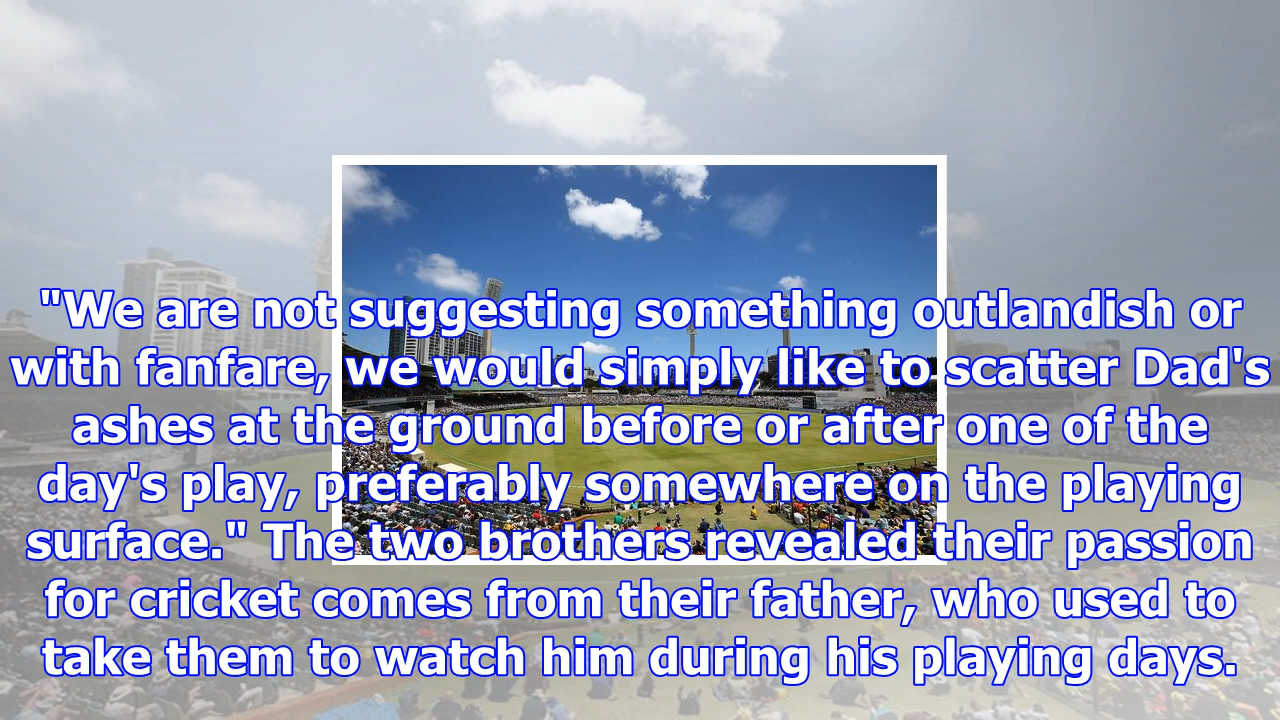 "We are not suggesting something outlandish or
with fanfare, we would simply like to scatter Dad's
ashes at the ground before or after one of the
day's play, preferably somewhere on the playing
surface." The two brothers revealed their passion
for cricket comes from their father, who used to
take them to watch him during his playing days.